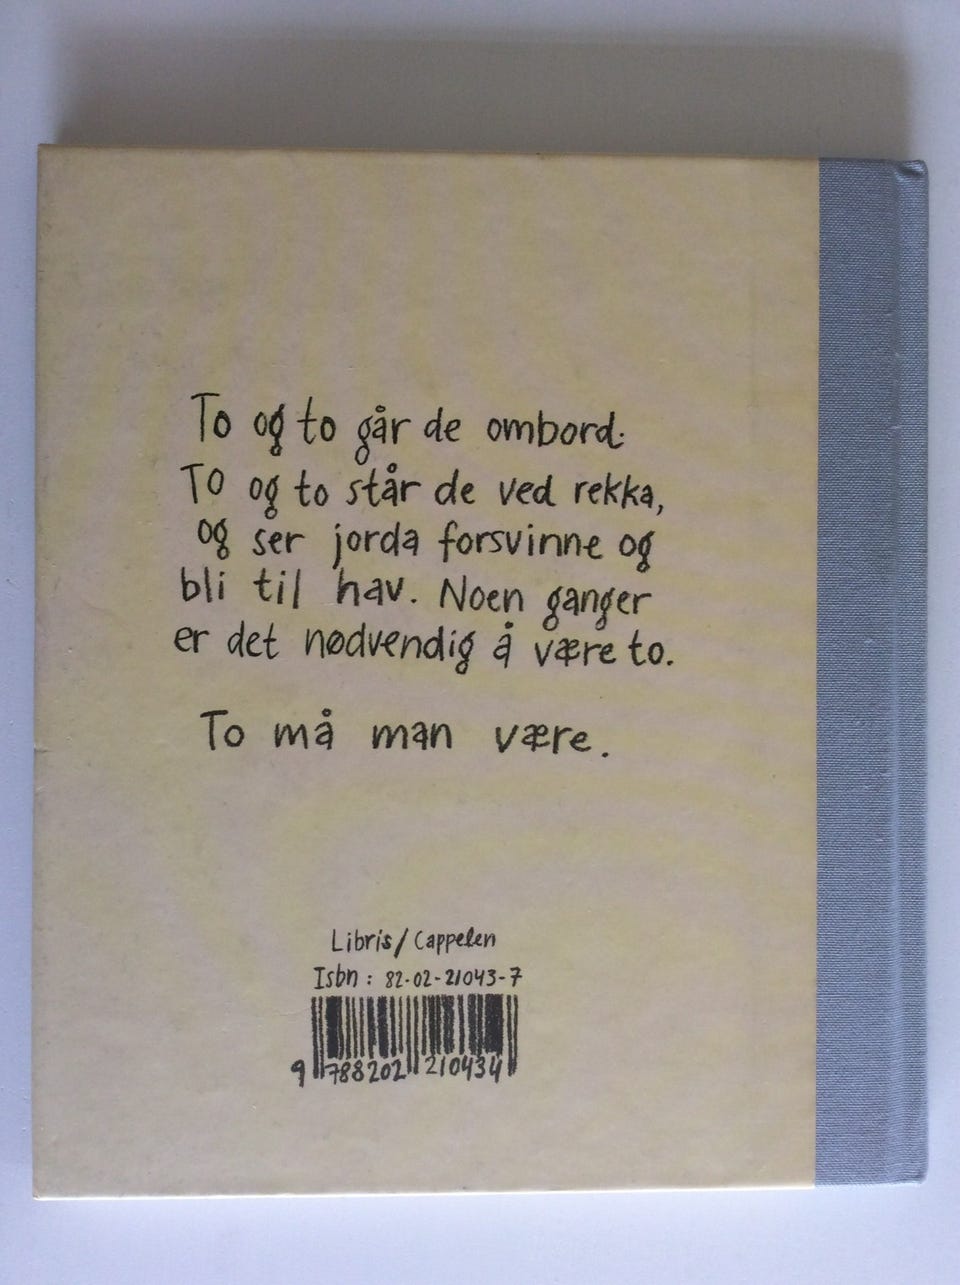 To og to går de ombord.
To og to står de ved rekka,
og ser jorda forsvinne og
bli til hav. Noen ganger
er det nødvendig å være to.
To må man være.
Libris/Cappelen
Isbn: 82-02-21043-7
9 788202 210434